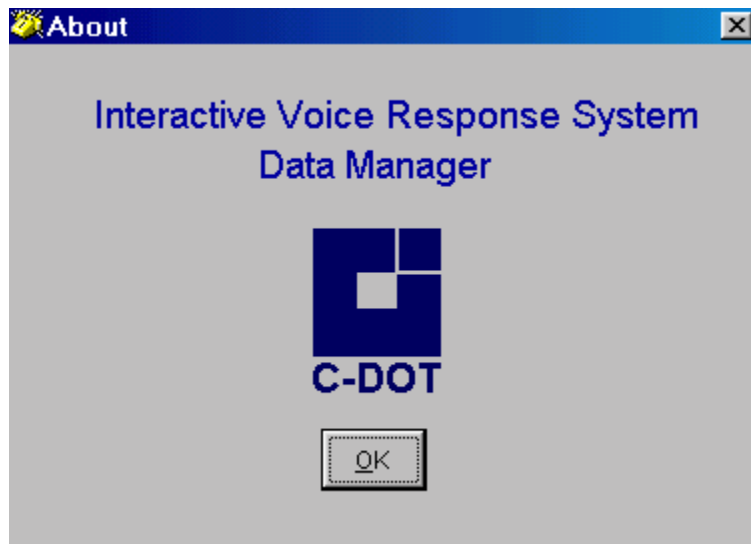 About
Interactive Voice Response System
Data Manager
C-DOT
OK